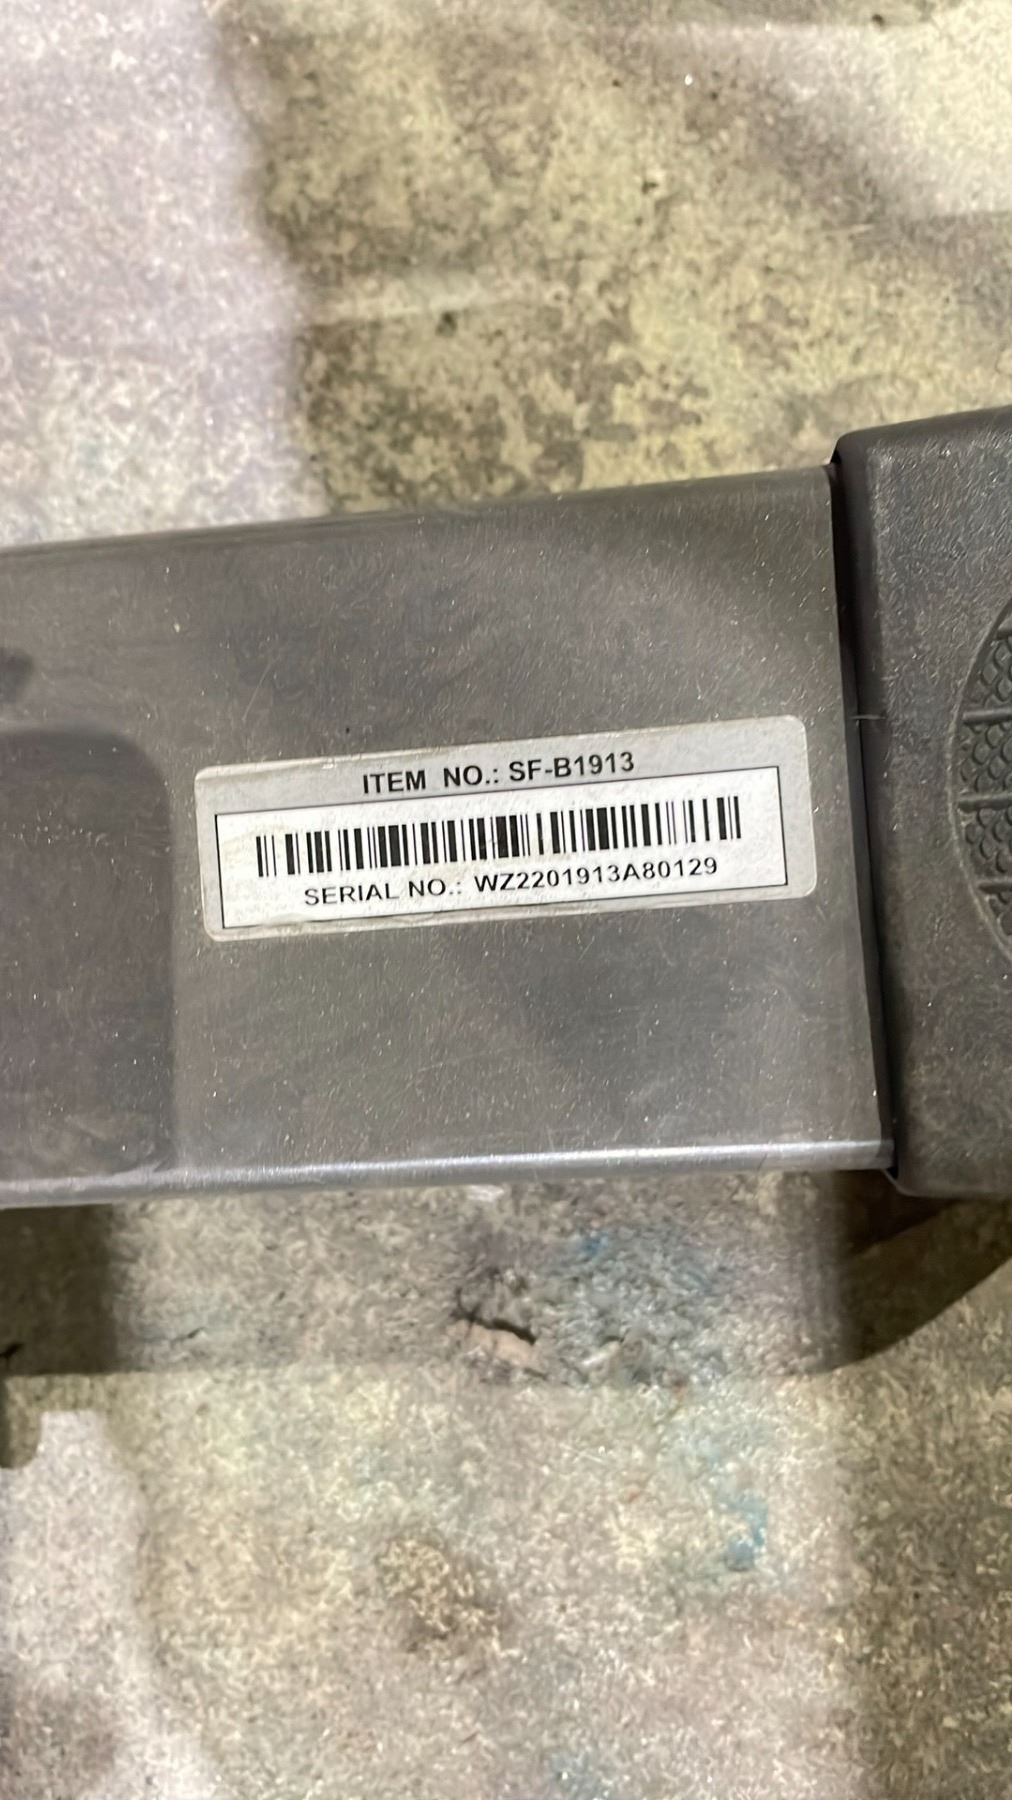 ITEM NO.: SF-B1913
SERIAL NO.: WZ2201913A80129